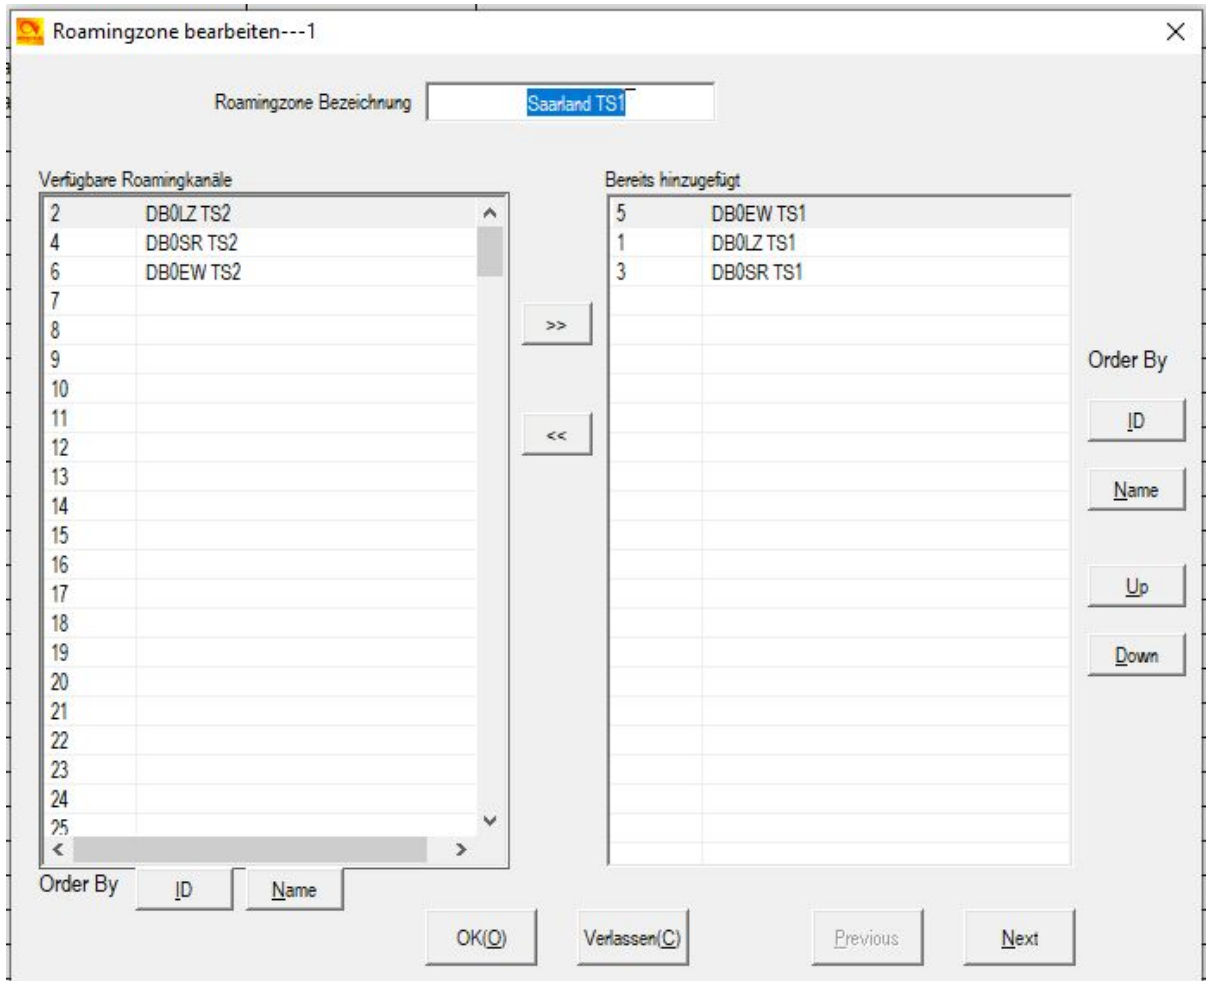 Roamingzone bearbeiten---1
Roamingzone Bezeichnung Saarland TS1
Verfügbare Roamingkanäle
2 DB0LZ TS2
4 DB0SR TS2
6 DB0EW TS2
7
8
9
10
11
12
13
14
15
16
17
18
19
20
21
22
23
24
25
Order By ID Name
>>
<<
Bereits hinzugefügt
5 DB0EW TS1
1 DB0LZ TS1
3 DB0SR TS1
Order By
ID
Name
Up
Down
OK(O) Verlassen(C) Previous Next